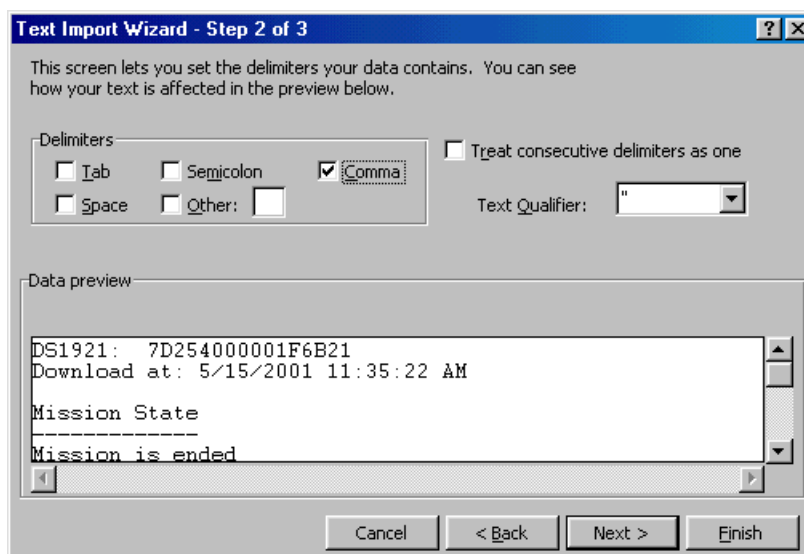 Text Import Wizard - Step 2 of 3
This screen lets you set the delimiters your data contains. You can see
how your text is affected in the preview below.
Delimiters
Tab Semicolon Comma
Space Other:
Treat consecutive delimiters as one
Text Qualifier: "
Data preview
DS1921: 7D254000001F6B21
Download at: 5/15/2001 11:35:22 AM
Mission State
-------------
Mission is ended
Cancel < Back Next > Finish